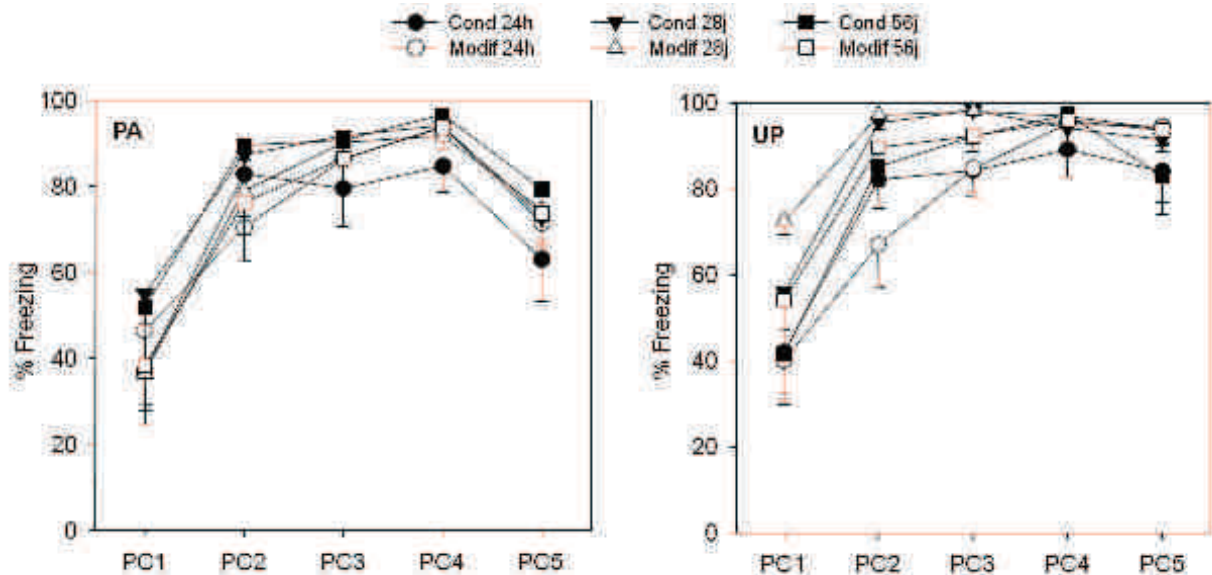 Cond 24h Cond 28j Cond 56j
Modif 24h Modif 28j Modif 56j
PA
UP
% Freezing
100
80
60
40
20
0
PC1 PC2 PC3 PC4 PC5
% Freezing
100
80
60
40
20
0
PC1 PC2 PC3 PC4 PC5